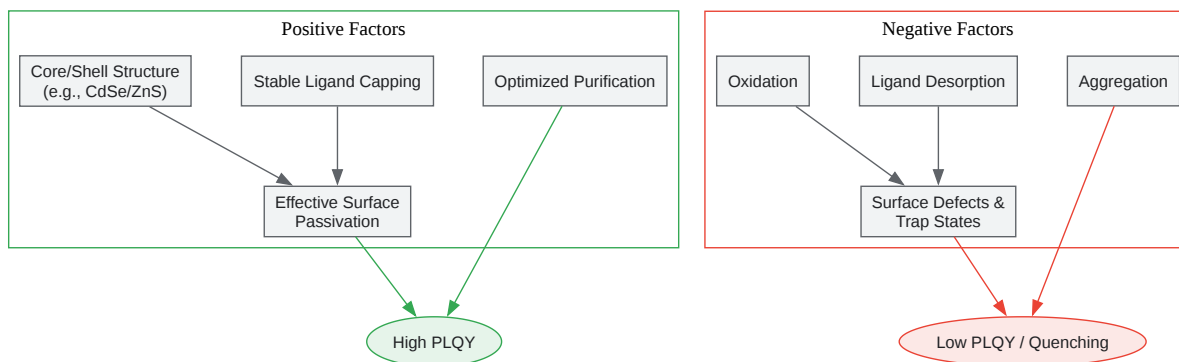 Positive Factors
Core/Shell Structure
(e.g., CdSe/ZnS)
Stable Ligand Capping
Optimized Purification
Effective Surface
Passivation
High PLQY
Negative Factors
Oxidation
Ligand Desorption
Aggregation
Surface Defects &
Trap States
Low PLQY / Quenching